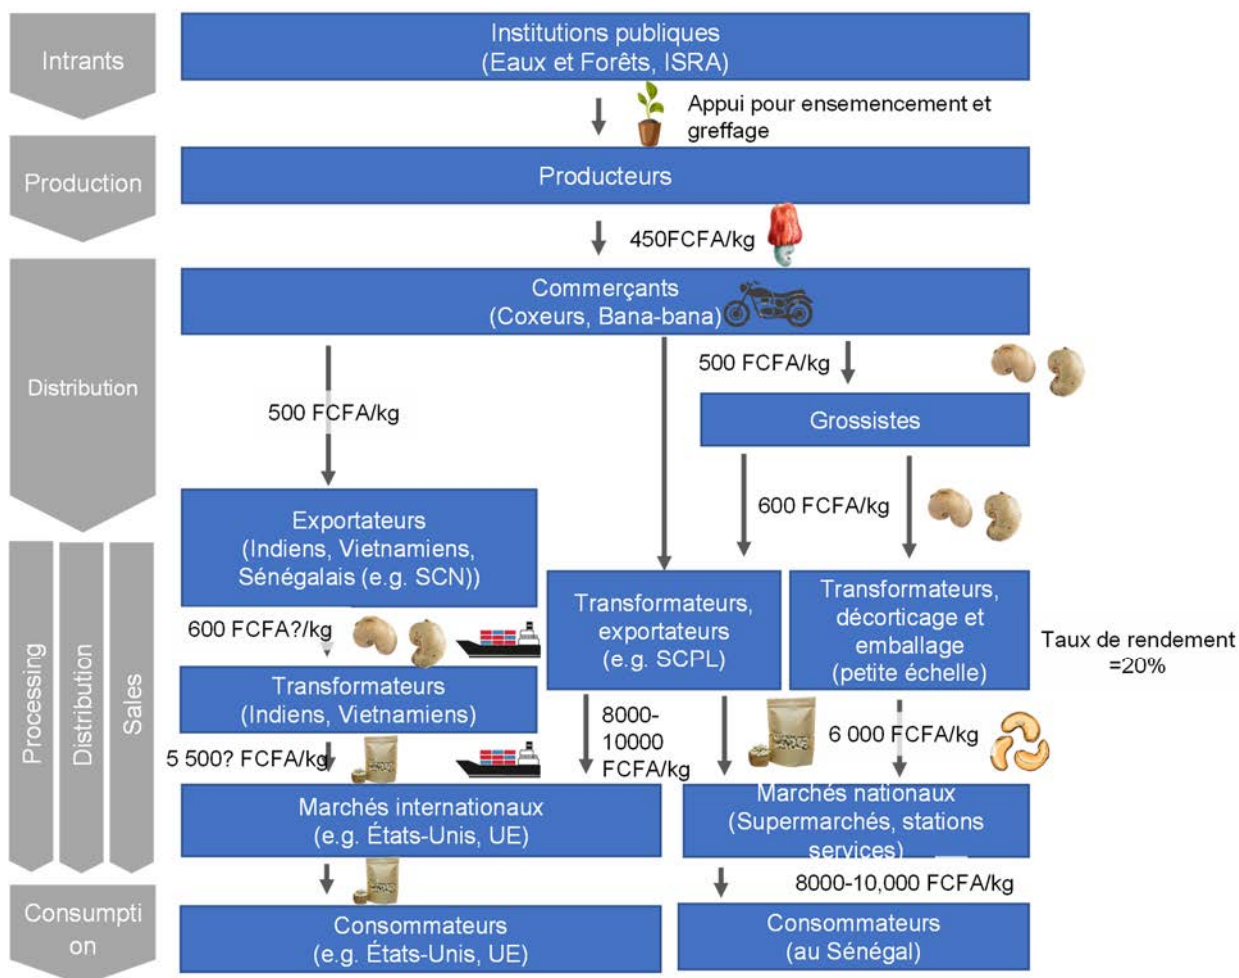 Intrants
Institutions publiques
(Eaux et Forêts, ISRA)
Appui pour ensemencement et
greffage
Production
Producteurs
450FCFA/kg
Commerçants
(Coxeurs, Bana-bana)
Distribution
500 FCFA/kg
500 FCFA/kg
Grossistes
600 FCFA/kg
Exportateurs
(Indiens, Vietnamiens,
Sénégalais (e.g. SCN))
Transformateurs,
exportateurs
(e.g. SCPL)
Transformateurs,
décorticage et
emballage
(petite échelle)
Taux de rendement
=20%
Processing
Distribution
Sales
600 FCFA?/kg
Transformateurs
(Indiens, Vietnamiens)
5 500? FCFA/kg
8000-
10000
FCFA/kg
6 000 FCFA/kg
Marchés internationaux
(e.g. États-Unis, UE)
Marchés nationaux
(Supermarchés, stations
services)
8000-10,000 FCFA/kg
Consumpti
on
Consommateurs
(e.g. États-Unis, UE)
Consommateurs
(au Sénégal)